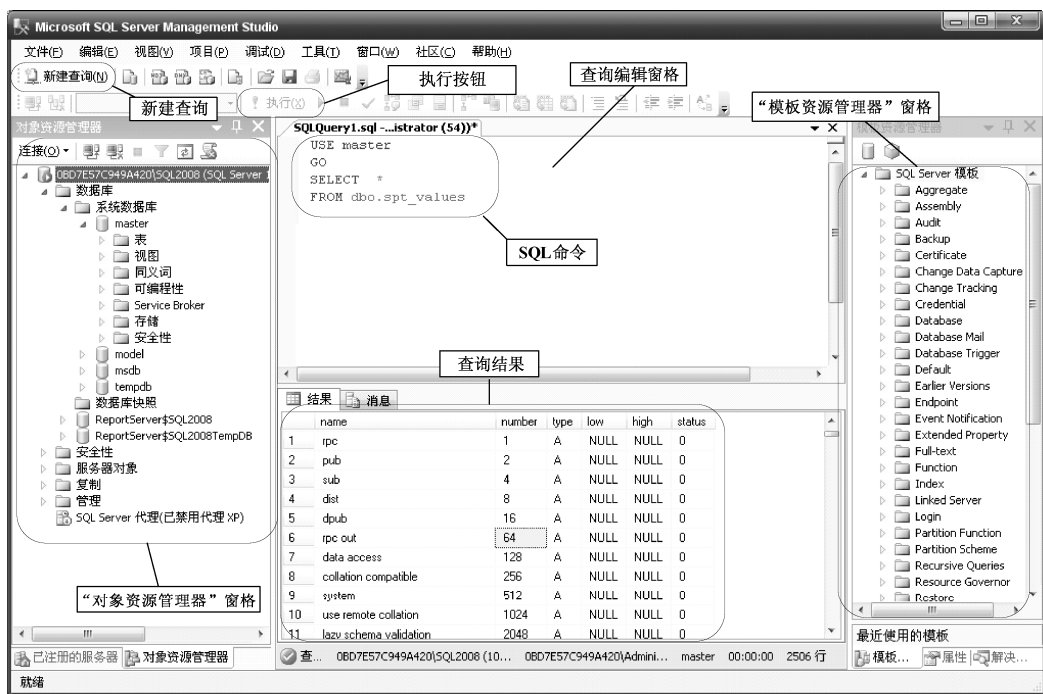 Microsoft SQL Server Management Studio
文件(F) 编辑(E) 视图(V) 项目(P) 调试(D) 工具(T) 窗口(W) 社区(C) 帮助(H)
新建查询(N)
执行按钮
查询编辑窗格
新建查询
执行(X)
“模板资源管理器”窗格
对象资源管理器
SQLQuery1.sql -...istrator (54))*
模板资源管理器
连接(O)
USE master
GO
SELECT *
FROM dbo.spt_values
SQL命令
0BD7E57C949A420\SQL2008 (SQL Server 1
数据库
系统数据库
master
表
视图
同义词
可编程性
Service Broker
存储
安全性
model
msdb
tempdb
数据库快照
ReportServer$SQL2008
ReportServer$SQL2008TempDB
安全性
服务器对象
复制
管理
SQL Server 代理(已禁用代理 XP)
“对象资源管理器”窗格
已注册的服务器 对象资源管理器
查询结果
结果 消息
name number type low high status
1 rpc 1 A NULL NULL 0
2 pub 2 A NULL NULL 0
3 sub 4 A NULL NULL 0
4 dist 8 A NULL NULL 0
5 dpub 16 A NULL NULL 0
6 rpc out 64 A NULL NULL 0
7 data access 128 A NULL NULL 0
8 collation compatible 256 A NULL NULL 0
9 system 512 A NULL NULL 0
10 use remote collation 1024 A NULL NULL 0
11 lazy schema validation 2048 A NULL NULL 0
查... 0BD7E57C949A420\SQL2008 (10... 0BD7E57C949A420\Admini... master 00:00:00 2506 行
SQL Server 模板
Aggregate
Assembly
Audit
Backup
Certificate
Change Data Capture
Change Tracking
Credential
Database
Database Mail
Database Trigger
Default
Earlier Versions
Endpoint
Event Notification
Extended Property
Full-text
Function
Index
Linked Server
Login
Partition Function
Partition Scheme
Recursive Queries
Resource Governor
Restore
最近使用的模板
模板... 属性 解决...
就绪